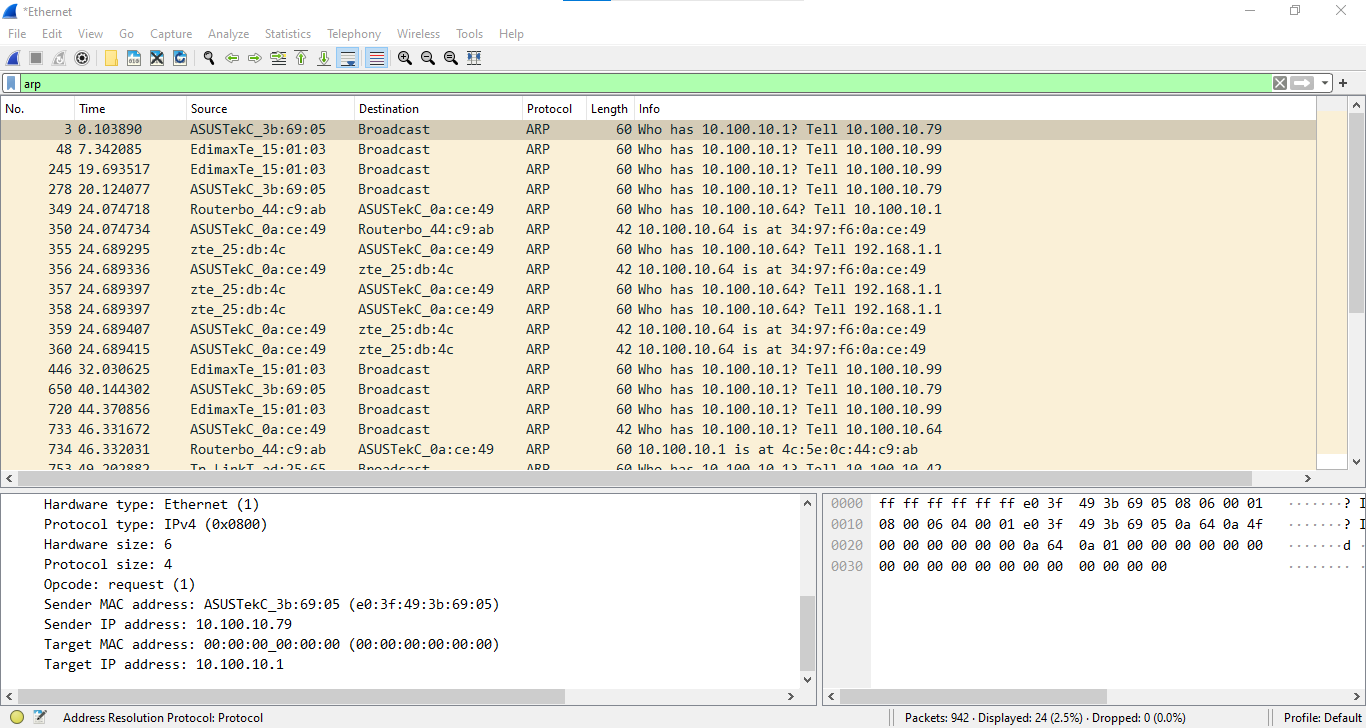 *Ethernet
File Edit View Go Capture Analyze Statistics Telephony Wireless Tools Help
arp
No. Time Source Destination Protocol Length Info
3 0.103890 ASUSTekC_3b:69:05 Broadcast ARP 60 Who has 10.100.10.1? Tell 10.100.10.79
48 7.342085 EdimaxTe_15:01:03 Broadcast ARP 60 Who has 10.100.10.1? Tell 10.100.10.99
245 19.693517 EdimaxTe_15:01:03 Broadcast ARP 60 Who has 10.100.10.1? Tell 10.100.10.99
278 20.124077 ASUSTekC_3b:69:05 Broadcast ARP 60 Who has 10.100.10.1? Tell 10.100.10.79
349 24.074718 Routerbo_44:c9:ab ASUSTekC_0a:ce:49 ARP 60 Who has 10.100.10.64? Tell 10.100.10.1
350 24.074734 ASUSTekC_0a:ce:49 Routerbo_44:c9:ab ARP 42 10.100.10.64 is at 34:97:f6:0a:ce:49
355 24.689295 zte_25:db:4c ASUSTekC_0a:ce:49 ARP 60 Who has 10.100.10.64? Tell 192.168.1.1
356 24.689336 ASUSTekC_0a:ce:49 zte_25:db:4c ARP 42 10.100.10.64 is at 34:97:f6:0a:ce:49
357 24.689397 zte_25:db:4c ASUSTekC_0a:ce:49 ARP 60 Who has 10.100.10.64? Tell 192.168.1.1
358 24.689397 zte_25:db:4c ASUSTekC_0a:ce:49 ARP 60 Who has 10.100.10.64? Tell 192.168.1.1
359 24.689407 ASUSTekC_0a:ce:49 zte_25:db:4c ARP 42 10.100.10.64 is at 34:97:f6:0a:ce:49
360 24.689415 ASUSTekC_0a:ce:49 zte_25:db:4c ARP 42 10.100.10.64 is at 34:97:f6:0a:ce:49
446 32.030625 EdimaxTe_15:01:03 Broadcast ARP 60 Who has 10.100.10.1? Tell 10.100.10.99
650 40.144302 ASUSTekC_3b:69:05 Broadcast ARP 60 Who has 10.100.10.1? Tell 10.100.10.79
720 44.370856 EdimaxTe_15:01:03 Broadcast ARP 60 Who has 10.100.10.1? Tell 10.100.10.99
733 46.331672 ASUSTekC_0a:ce:49 Broadcast ARP 42 Who has 10.100.10.1? Tell 10.100.10.64
734 46.332031 Routerbo_44:c9:ab ASUSTekC_0a:ce:49 ARP 60 10.100.10.1 is at 4c:5e:0c:44:c9:ab
753 49.202882 Tp-LinkT_ad:25:65 Broadcast ARP 60 Who has 10.100.10.1? Tell 10.100.10.42
Hardware type: Ethernet (1)
Protocol type: IPv4 (0x0800)
Hardware size: 6
Protocol size: 4
Opcode: request (1)
Sender MAC address: ASUSTekC_3b:69:05 (e0:3f:49:3b:69:05)
Sender IP address: 10.100.10.79
Target MAC address: 00:00:00_00:00:00 (00:00:00:00:00:00)
Target IP address: 10.100.10.1
0000 ff ff ff ff ff ff e0 3f 49 3b 69 05 08 06 00 01 ·······? I
0010 08 00 06 04 00 01 e0 3f 49 3b 69 05 0a 64 0a 4f ·······? I
0020 00 00 00 00 00 00 0a 64 0a 01 00 00 00 00 00 00 ·······d ·
0030 00 00 00 00 00 00 00 00 00 00 00 00 ········ ·
Address Resolution Protocol: Protocol
Packets: 942 · Displayed: 24 (2.5%) · Dropped: 0 (0.0%)
Profile: Default